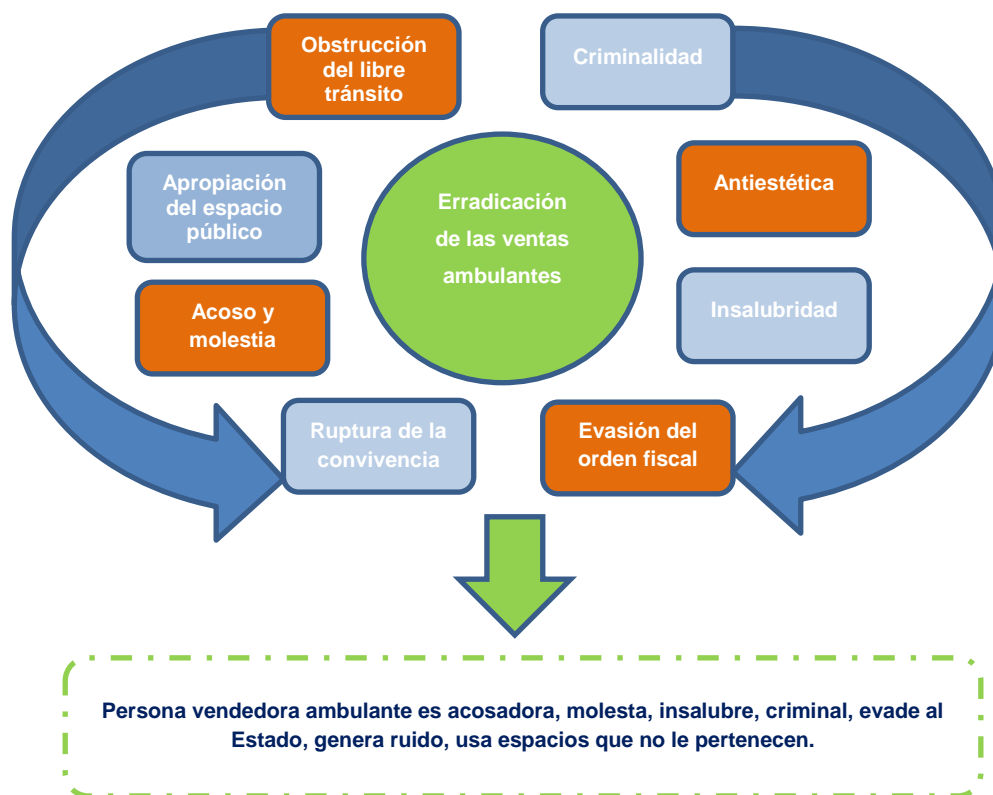 Obstrucción
del libre
tránsito
Criminalidad
Apropiación
del espacio
público
Erradicación
de las ventas
ambulantes
Antiestética
Acoso y
molestia
Insalubridad
Ruptura de la
convivencia
Evasión del
orden fiscal
Persona vendedora ambulante es acosadora, molesta, insalubre, criminal, evade al
Estado, genera ruido, usa espacios que no le pertenecen.